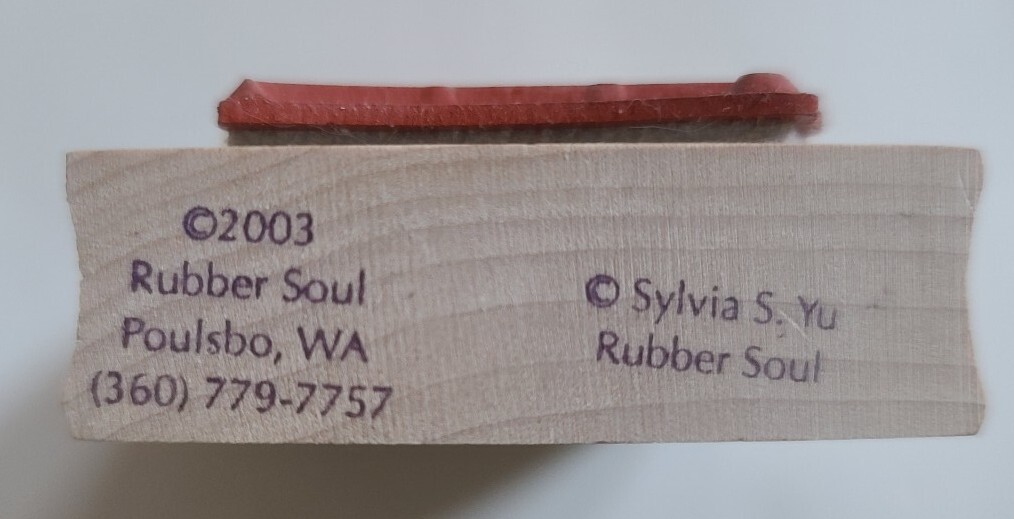 ©2003
Rubber Soul
Poulsbo, WA
(360) 779-7757
© Sylvia S. Yu
Rubber Soul